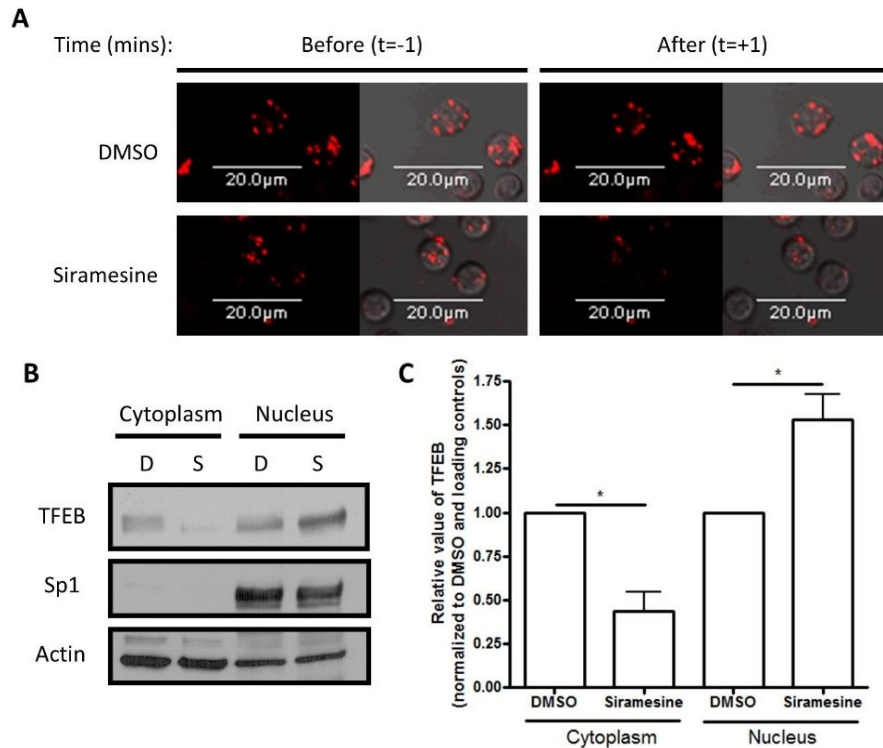 A
Time (mins): Before (t=-1) After (t=+1)
DMSO
20.0μm 20.0μm 20.0μm 20.0μm
Siramesine
20.0μm 20.0μm 20.0μm 20.0μm
B
Cytoplasm Nucleus
D S D S
TFEB
Sp1
Actin
C
Relative value of TFEB
(normalized to DMSO and loading controls)
1.75
1.50
1.25
1.00
0.75
0.50
0.25
0.00
* *
DMSO Siramesine DMSO Siramesine
Cytoplasm Nucleus